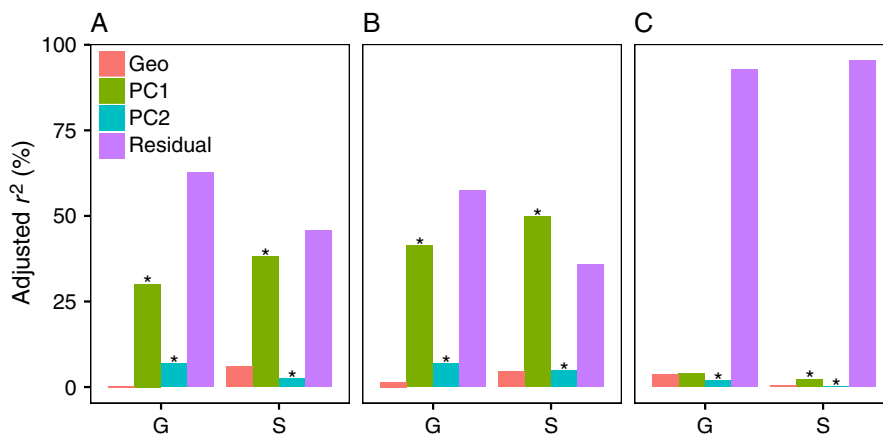 A B C
Adjusted r² (%)
100
75
50
25
0
Geo
PC1
PC2
Residual
* * * *
* * * *
* * *
G S G S G S